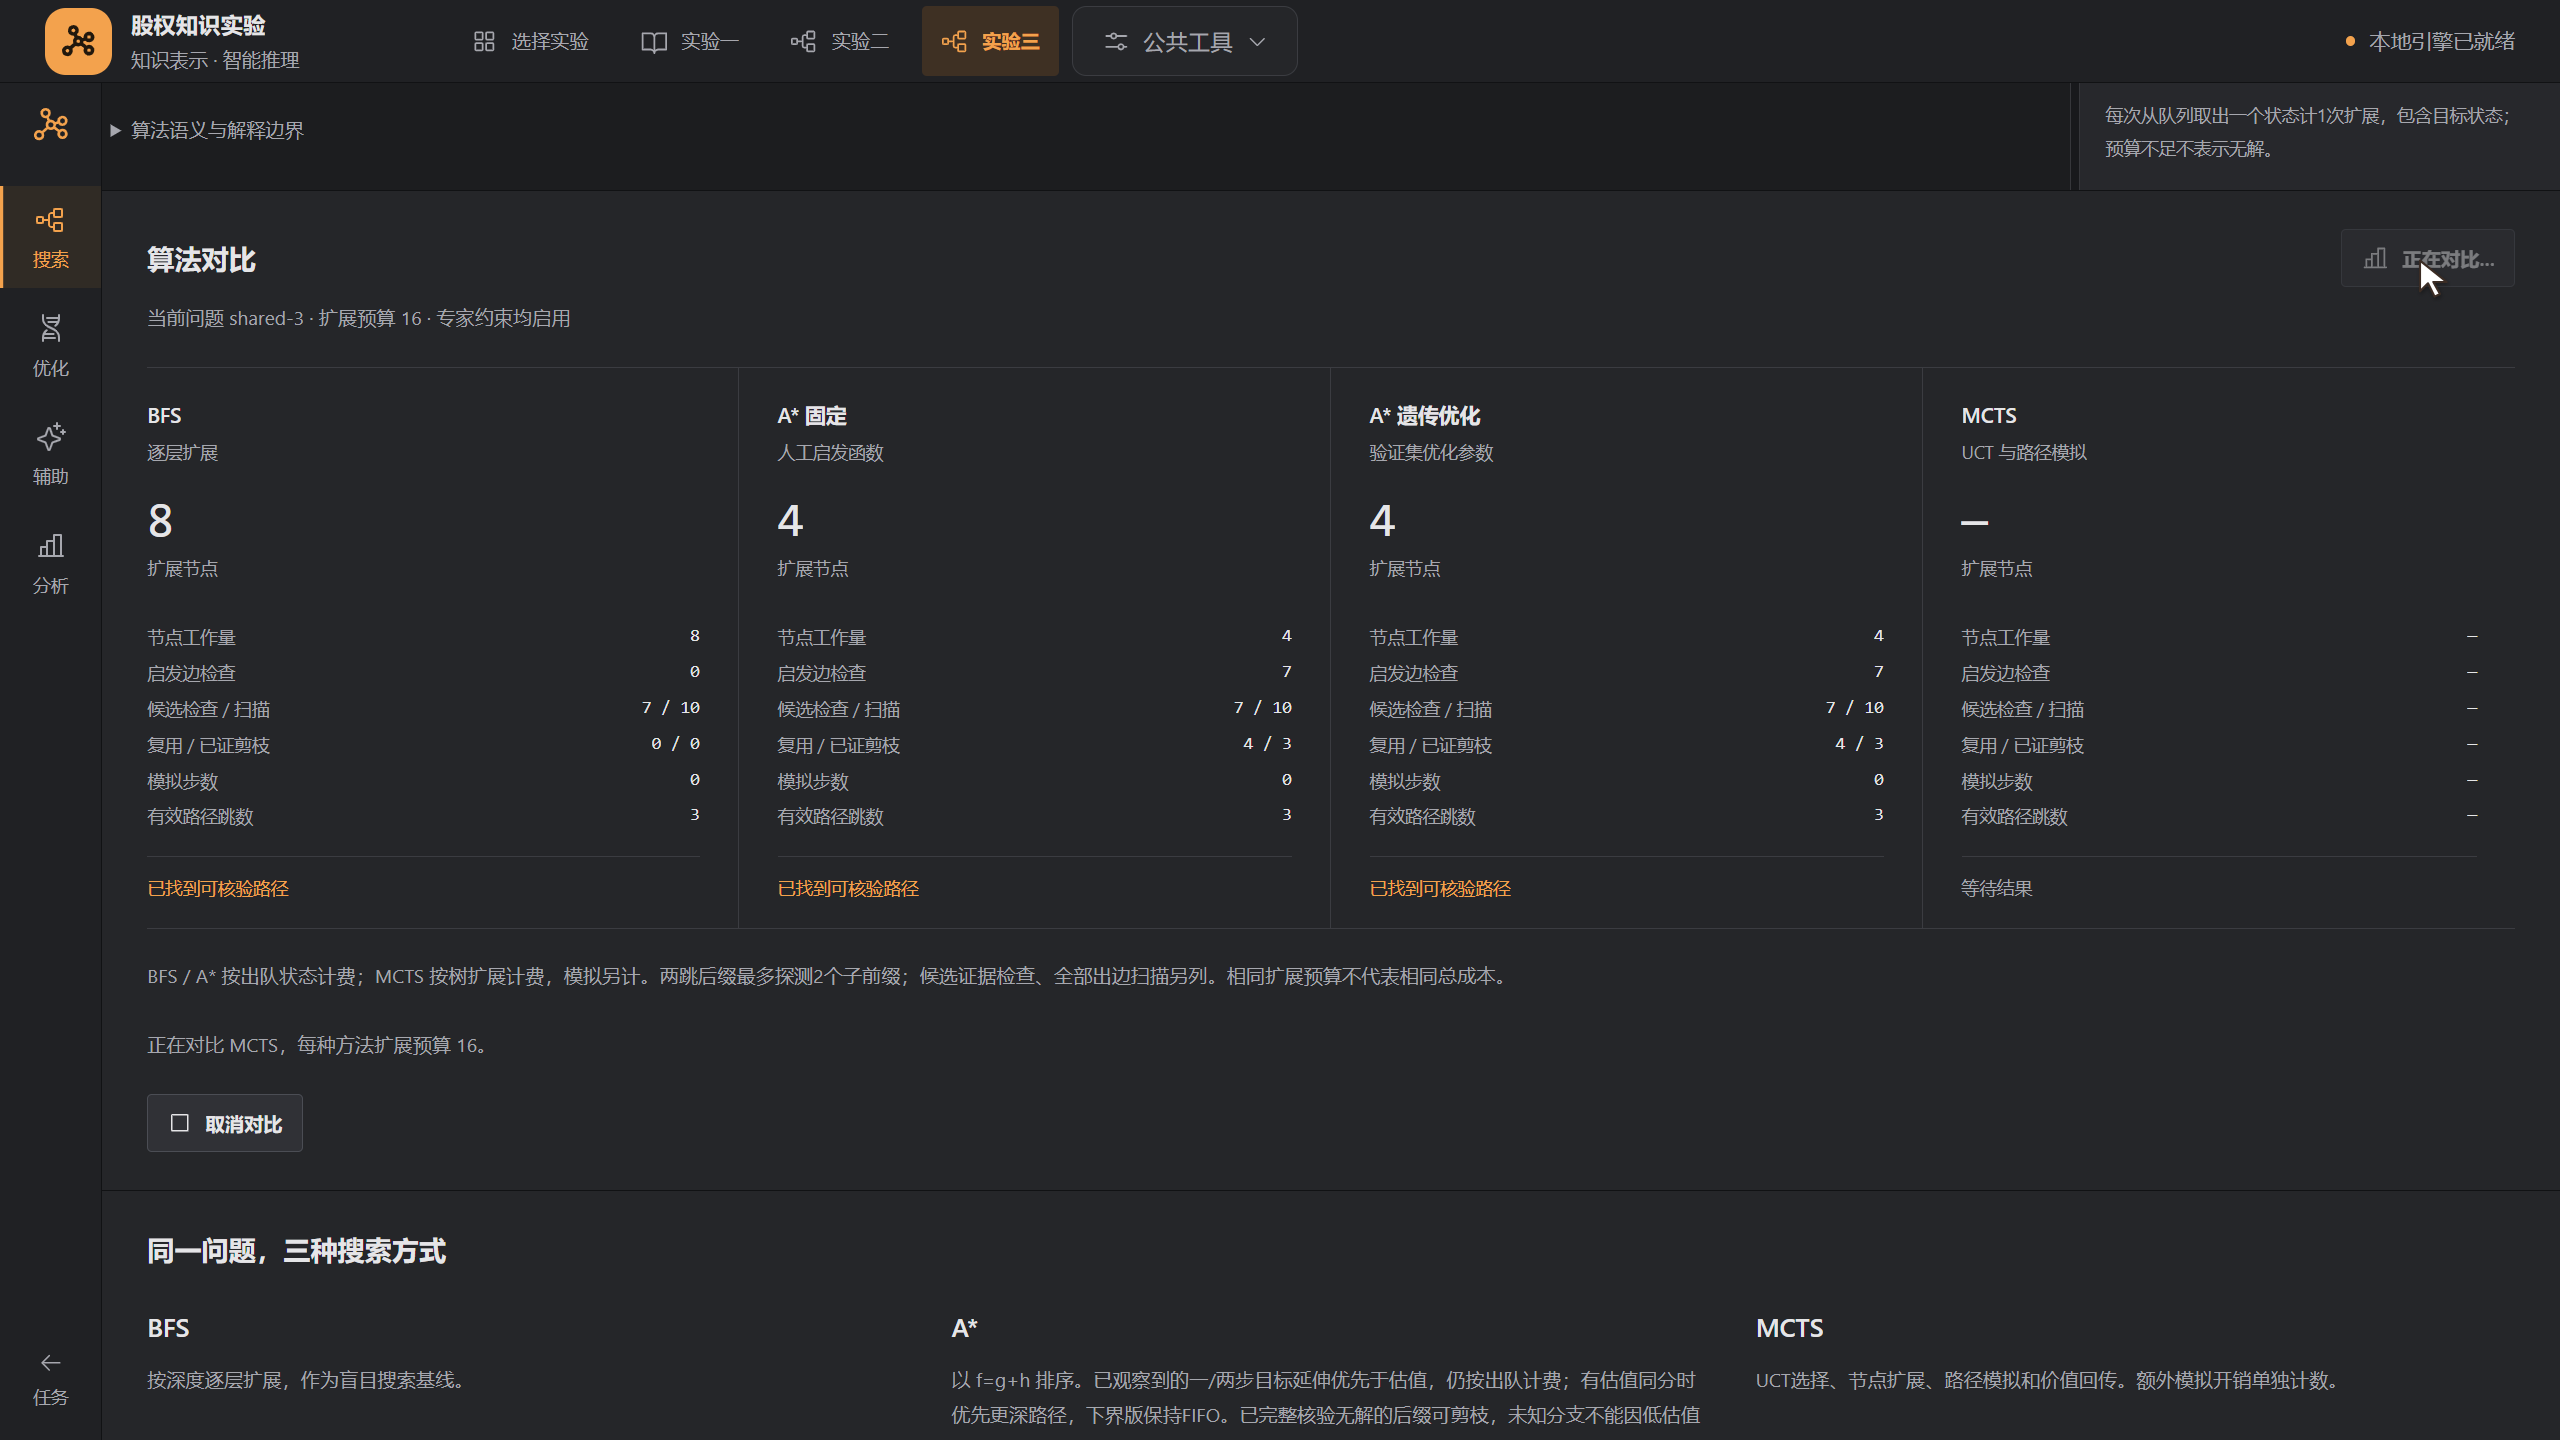 股权知识实验
知识表示 · 智能推理
选择实验
实验一
实验二
实验三
公共工具
本地引擎已就绪
搜索
优化
辅助
分析
任务
算法语义与解释边界
每次从队列取出一个状态计1次扩展，包含目标状态；
预算不足不表示无解。
算法对比
正在对比...
当前问题 shared-3 · 扩展预算 16 · 专家约束均启用
BFS
逐层扩展
8
扩展节点
节点工作量 8
启发边检查 0
候选检查 / 扫描 7 / 10
复用 / 已证剪枝 0 / 0
模拟步数 0
有效路径跳数 3
已找到可核验路径
A* 固定
人工启发函数
4
扩展节点
节点工作量 4
启发边检查 7
候选检查 / 扫描 7 / 10
复用 / 已证剪枝 4 / 3
模拟步数 0
有效路径跳数 3
已找到可核验路径
A* 遗传优化
验证集优化参数
4
扩展节点
节点工作量 4
启发边检查 7
候选检查 / 扫描 7 / 10
复用 / 已证剪枝 4 / 3
模拟步数 0
有效路径跳数 3
已找到可核验路径
MCTS
UCT 与路径模拟
—
扩展节点
节点工作量 —
启发边检查 —
候选检查 / 扫描 —
复用 / 已证剪枝 —
模拟步数 —
有效路径跳数 —
等待结果
BFS / A* 按出队状态计费；MCTS 按树扩展计费，模拟另计。两跳后缀最多探测2个子前缀；候选证据检查、全部出边扫描另列。相同扩展预算不代表相同总成本。
正在对比 MCTS，每种方法扩展预算 16。
取消对比
同一问题，三种搜索方式
BFS
按深度逐层扩展，作为盲目搜索基线。
A*
以 f=g+h 排序。已观察到的一/两步目标延伸优先于估值，仍按出队计费；有估值同分时
优先更深路径，下界版保持FIFO。已完整核验无解的后缀可剪枝，未知分支不能因低估值
MCTS
UCT选择、节点扩展、路径模拟和价值回传。额外模拟开销单独计数。